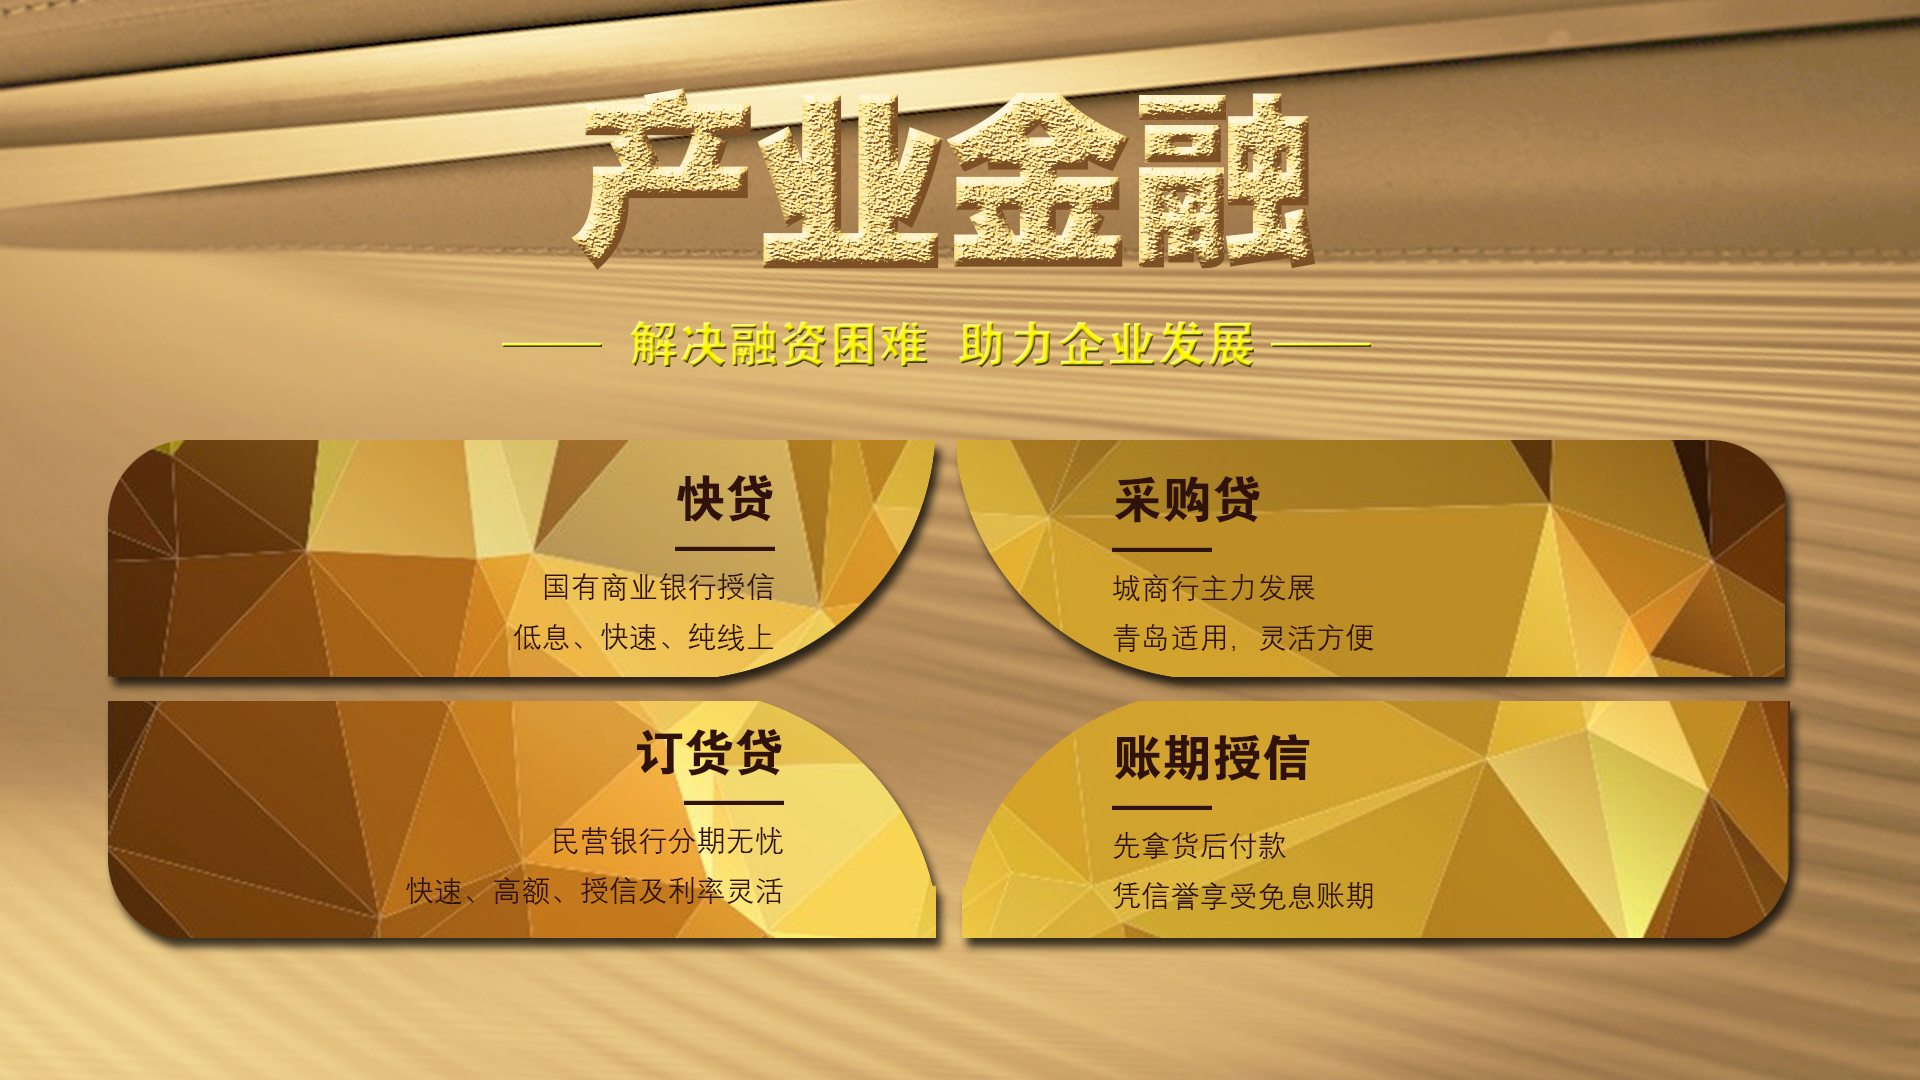 产业金融
解决融资困难 助力企业发展
快贷
国有商业银行授信
低息、快速、纯线上
采购贷
城商行主力发展
青岛适用，灵活方便
订货贷
民营银行分期无忧
快速、高额、授信及利率灵活
账期授信
先拿货后付款
凭信誉享受免息账期